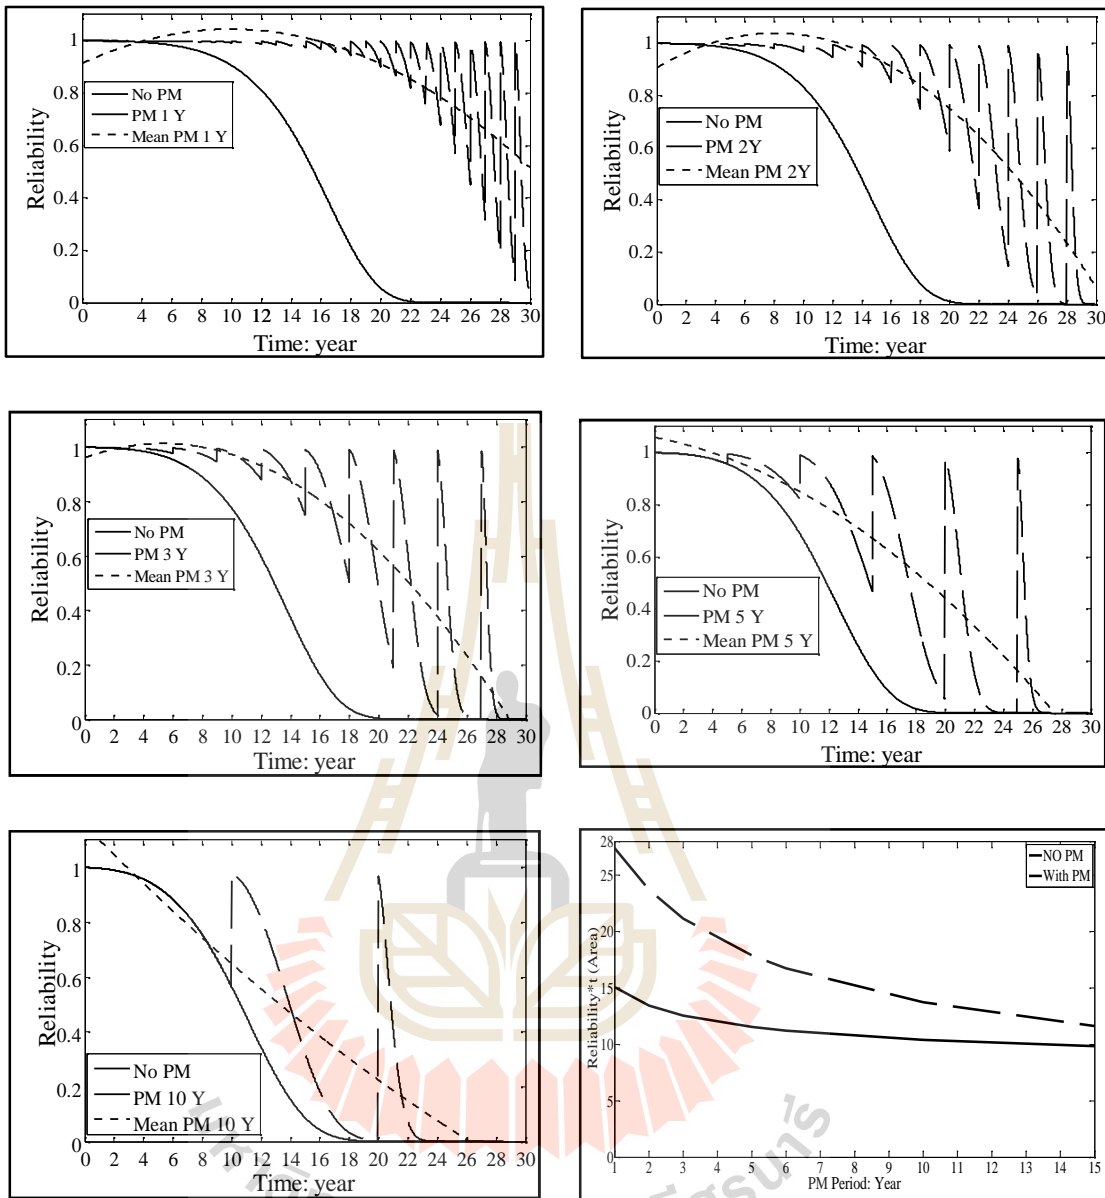 Reliability
1
0.8
0.6
0.4
0.2
0
No PM
PM 1 Y
Mean PM 1 Y
0 4 6 8 10 12 14 16 18 20 22 24 26 28 30
Time: year
Reliability
1
0.8
0.6
0.4
0.2
0
No PM
PM 2Y
Mean PM 2Y
0 2 4 6 8 10 12 14 16 18 20 22 24 26 28 30
Time: year
Reliability
1
0.8
0.6
0.4
0.2
0
No PM
PM 3 Y
Mean PM 3 Y
0 2 4 6 8 10 12 14 16 18 20 22 24 26 28 30
Time: year
Reliability
1
0.8
0.6
0.4
0.2
0
No PM
PM 5 Y
Mean PM 5 Y
0 2 4 6 8 10 12 14 16 18 20 22 24 26 28 30
Time: year
Reliability
1
0.8
0.6
0.4
0.2
0
No PM
PM 10 Y
Mean PM 10 Y
0 2 4 6 8 10 12 14 16 18 20 22 24 26 28 30
Time: year
Reliability*t (Area)
28
25
20
15
10
5
0
NO PM
With PM
1 2 3 4 5 6 7 8 9 10 11 12 13 14 15
PM Period: Year